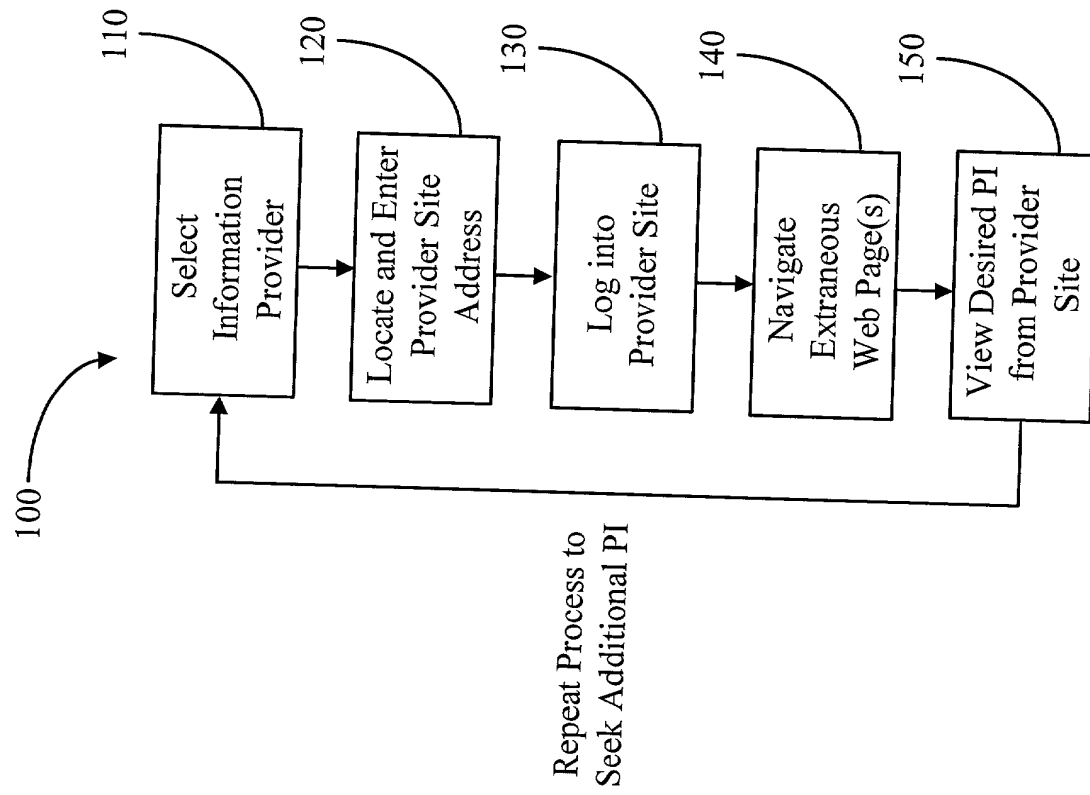 100
110
Select
Information
Provider
120
Locate and Enter
Provider Site
Address
130
Log into
Provider Site
140
Navigate
Extraneous
Web Page(s)
150
View Desired PI
from Provider
Site
Repeat Process to
Seek Additional PI